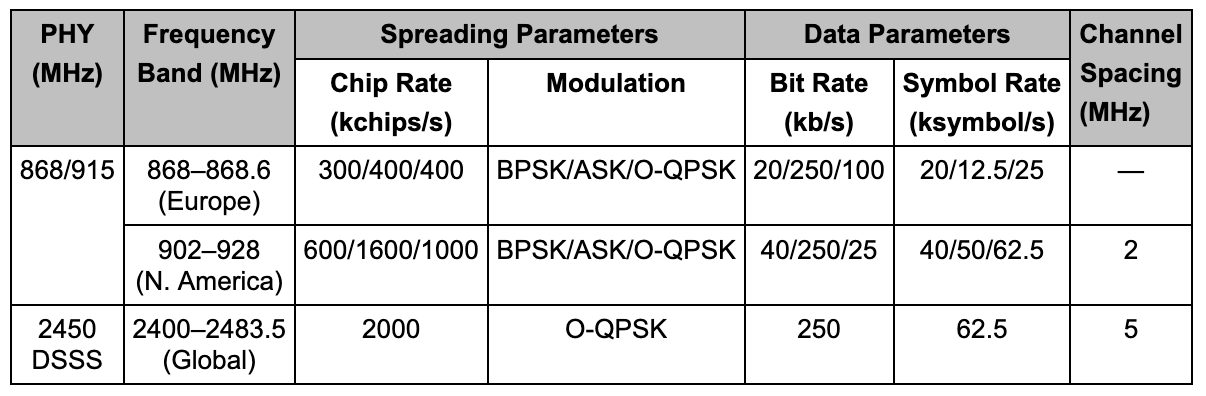 PHY (MHz)
Frequency Band (MHz)
Spreading Parameters
Data Parameters
Channel Spacing (MHz)
Chip Rate (kchips/s)
Modulation
Bit Rate (kb/s)
Symbol Rate (ksymbol/s)
868/915
868–868.6 (Europe)
300/400/400
BPSK/ASK/O-QPSK
20/250/100
20/12.5/25
—
902–928 (N. America)
600/1600/1000
BPSK/ASK/O-QPSK
40/250/25
40/50/62.5
2
2450 DSSS
2400–2483.5 (Global)
2000
O-QPSK
250
62.5
5